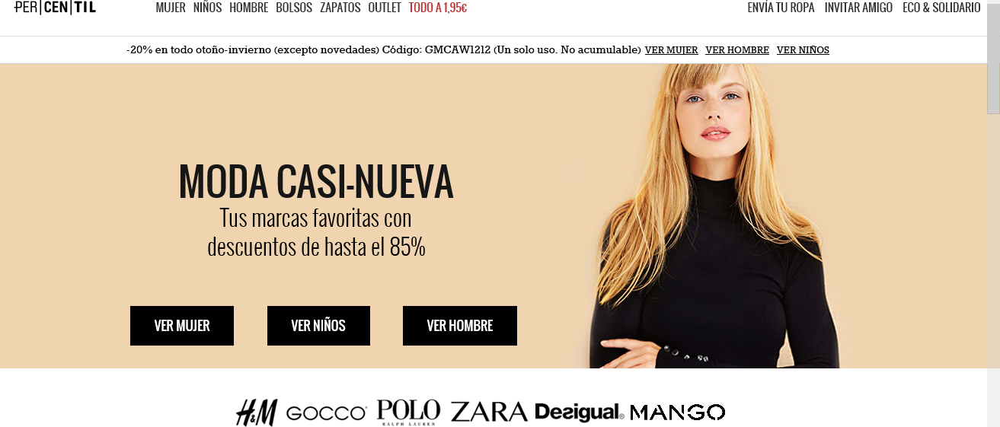 PERCENTIL MUJER NIÑOS HOMBRE BOLSOS ZAPATOS OUTLET TODO A 1,95€ ENVÍA TU ROPA INVITAR AMIGO ECO & SOLIDARIO
-20% en todo otoño-invierno (excepto novedades) Código: GMCAW1212 (Un solo uso. No acumulable) VER MUJER VER HOMBRE VER NIÑOS
MODA CASI-NUEVA
Tus marcas favoritas con
descuentos de hasta el 85%
VER MUJER VER NIÑOS VER HOMBRE
H&M GOCCO POLO ZARA Desigual MANGO
RALPH LAUREN